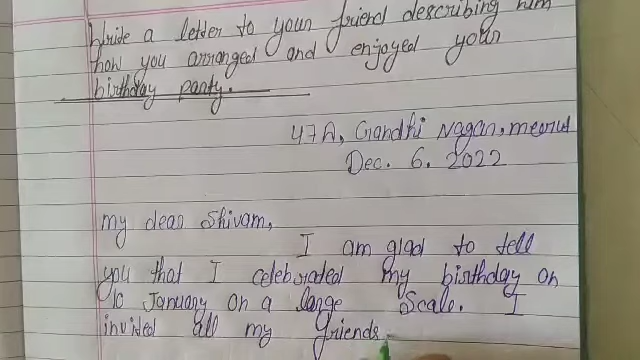 Write a letter to your friend describing him
how you arranged and enjoyed your
birthday party.
47A, Gandhi Nagar, meerut
Dec. 6. 2022
my dear Shivam,
I am glad to tell
you that I celebrated my birthday on
10 January on a large Scale. I
invited all my friends.